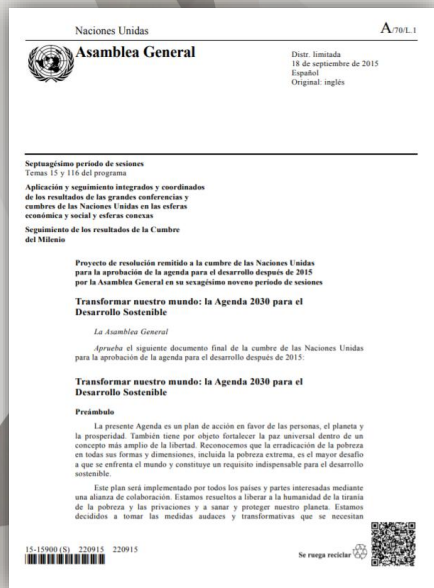 Naciones Unidas
A/70/L.1
Asamblea General
Distr. limitada
18 de septiembre de 2015
Español
Original: inglés
Septuagésimo período de sesiones
Temas 15 y 116 del programa
Aplicación y seguimiento integrados y coordinados
de los resultados de las grandes conferencias y
cumbres de las Naciones Unidas en las esferas
económica y social y esferas conexas
Seguimiento de los resultados de la Cumbre
del Milenio
Proyecto de resolución remitido a la cumbre de las Naciones Unidas
para la aprobación de la agenda para el desarrollo después de 2015
por la Asamblea General en su sexagésimo noveno período de sesiones
Transformar nuestro mundo: la Agenda 2030 para el
Desarrollo Sostenible
La Asamblea General
Aprueba el siguiente documento final de la cumbre de las Naciones Unidas
para la aprobación de la agenda para el desarrollo después de 2015:
Transformar nuestro mundo: la Agenda 2030 para el
Desarrollo Sostenible
Preámbulo
La presente Agenda es un plan de acción en favor de las personas, el planeta y
la prosperidad. También tiene por objeto fortalecer la paz universal dentro de un
concepto más amplio de la libertad. Reconocemos que la erradicación de la pobreza
en todas sus formas y dimensiones, incluida la pobreza extrema, es el mayor desafío
a que se enfrenta el mundo y constituye un requisito indispensable para el desarrollo
sostenible.
Este plan será implementado por todos los países y partes interesadas mediante
una alianza de colaboración. Estamos resueltos a liberar a la humanidad de la tiranía
de la pobreza y las privaciones y a sanar y proteger nuestro planeta. Estamos
decididos a tomar las medidas audaces y transformativas que se necesitan
15-15900 (S) 220915 220915
Se ruega reciclar